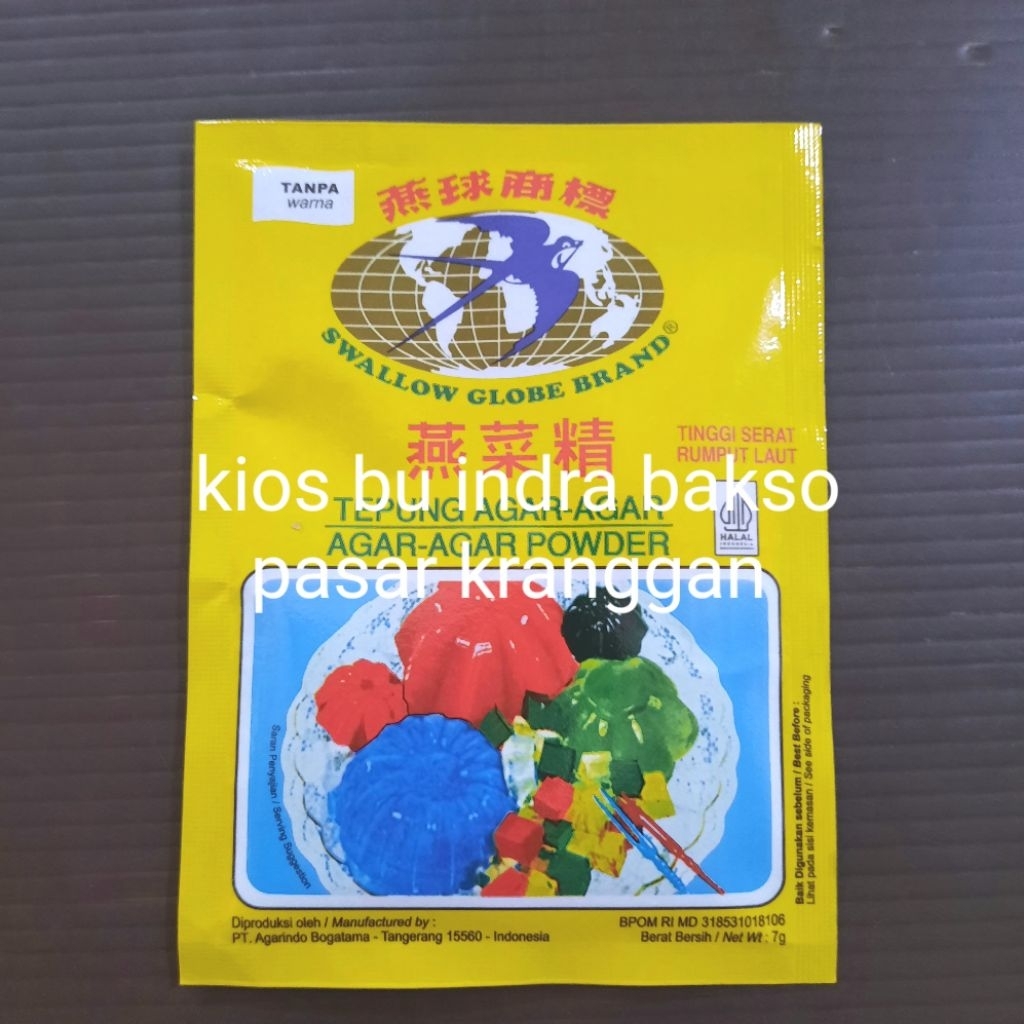 TANPA
warna
燕球商標
SWALLOW GLOBE BRAND®
燕菜精
TINGGI SERAT
RUMPUT LAUT
kios bu indra bakso
TEPUNG AGAR-AGAR
HALAL
INDONESIA
AGAR-AGAR POWDER
pasar kranggan
Saran Penyajian / Serving Suggestion
Baik Digunakan sebelum / Best Before :
Lihat pada sisi kemasan / See side of packaging
Diproduksi oleh / Manufactured by :
PT. Agarindo Bogatama - Tangerang 15560 - Indonesia
BPOM RI MD 318531018106
Berat Bersih / Net Wt : 7g